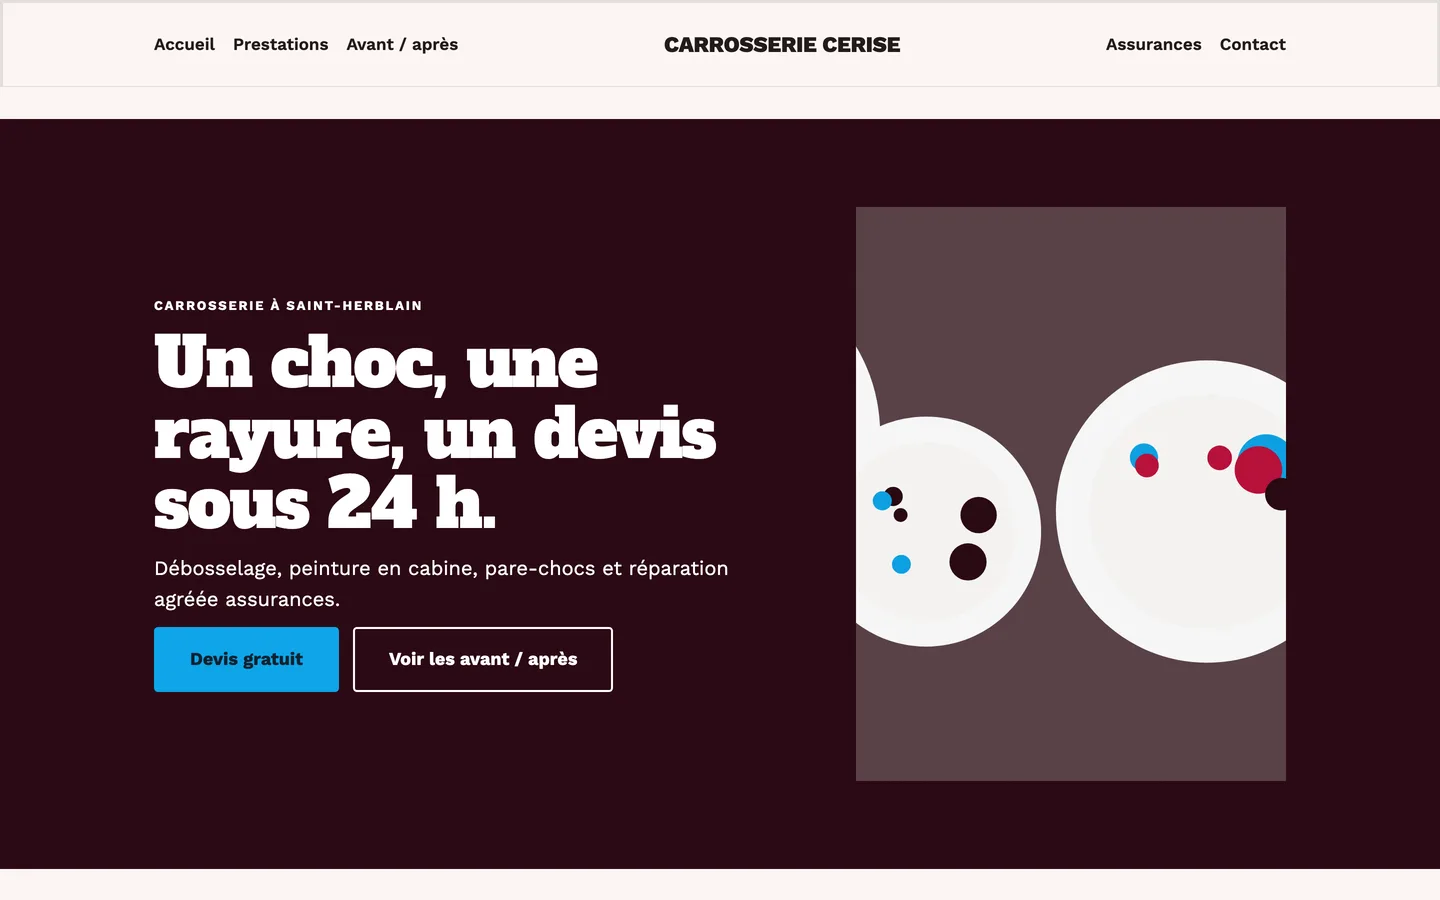 Accueil Prestations Avant / après CARROSSERIE CERISE Assurances Contact
CARROSSERIE À SAINT-HERBLAIN
Un choc, une
rayure, un devis
sous 24 h.
Débosselage, peinture en cabine, pare-chocs et réparation
agréée assurances.
Devis gratuit Voir les avant / après